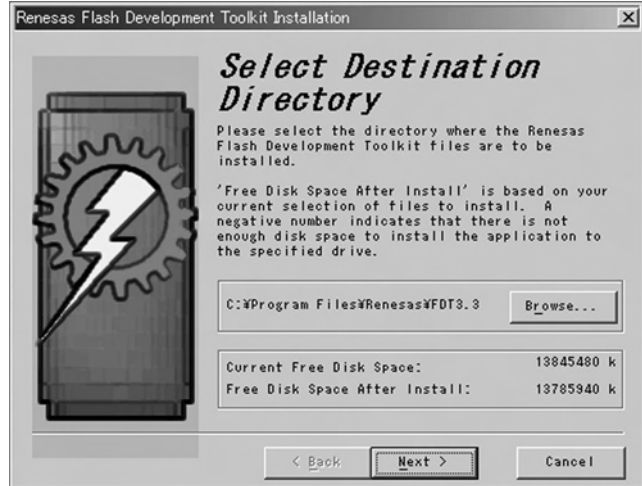 Renesas Flash Development Toolkit Installation
Select Destination
Directory
Please select the directory where the Renesas
Flash Development Toolkit files are to be
installed.
'Free Disk Space After Install' is based on your
current selection of files to install. A
negative number indicates that there is not
enough disk space to install the application to
the specified drive.
C:¥Program Files¥Renesas¥FDT3.3 Browse...
Current Free Disk Space: 13845480 k
Free Disk Space After Install: 13785940 k
< Back Next > Cancel